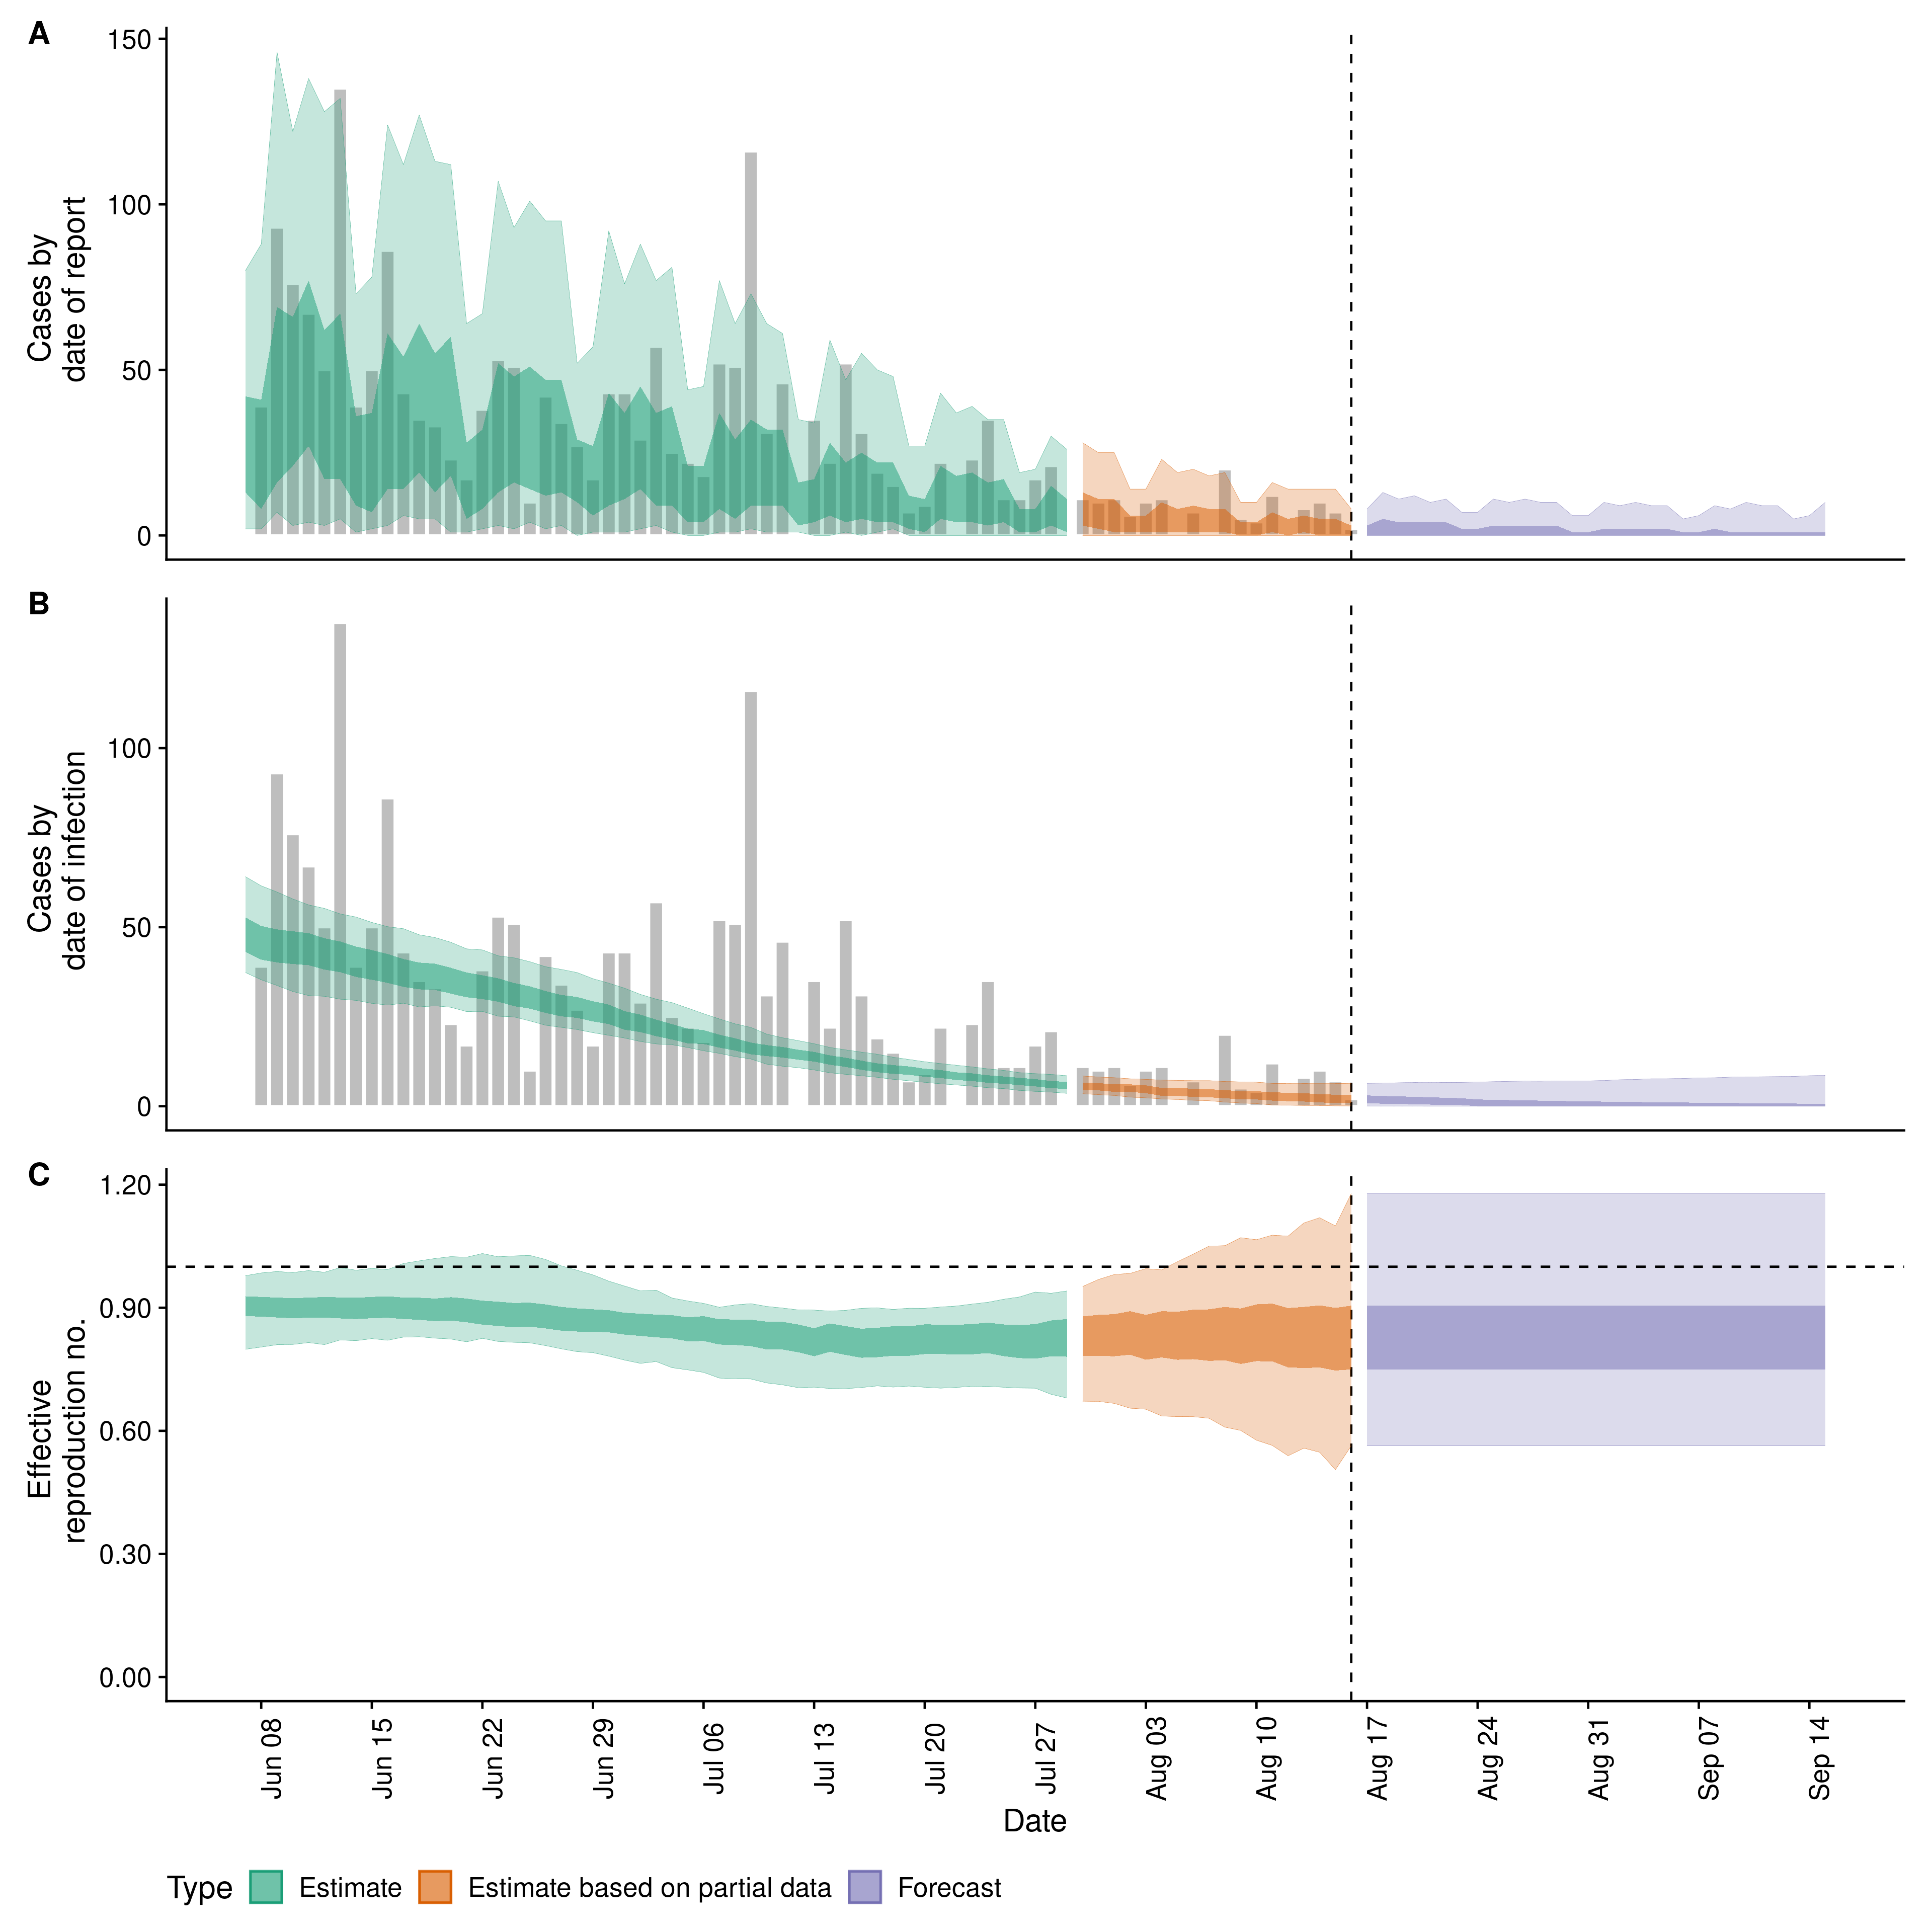 A
Cases by
date of report
150
100
50
0
B
Cases by
date of infection
100
50
0
C
Effective
reproduction no.
1.20
0.90
0.60
0.30
0.00
Jun 08
Jun 15
Jun 22
Jun 29
Jul 06
Jul 13
Jul 20
Jul 27
Aug 03
Aug 10
Aug 17
Aug 24
Aug 31
Sep 07
Sep 14
Date
Type Estimate Estimate based on partial data Forecast